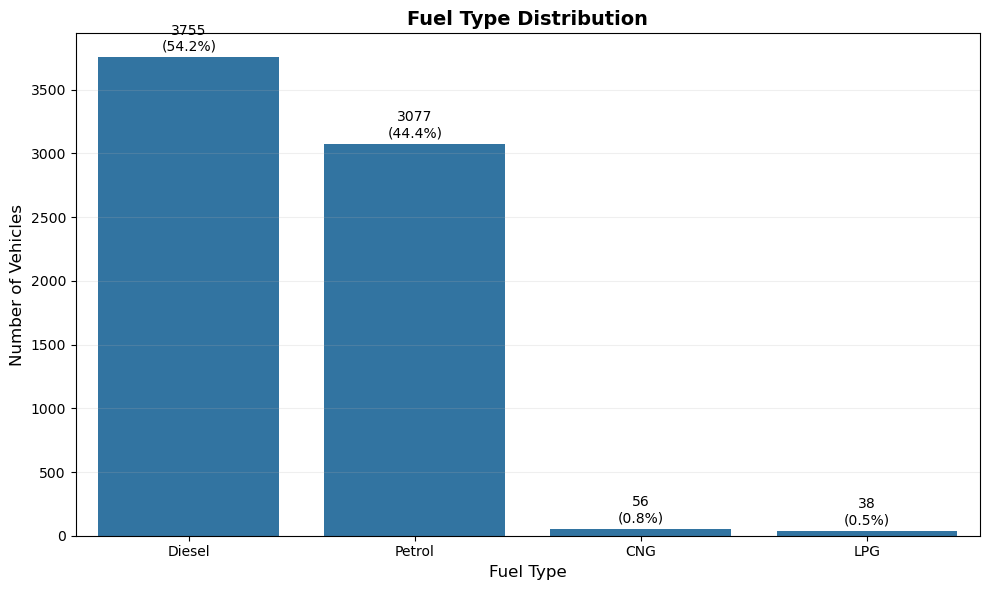 Fuel Type Distribution
3755
(54.2%)
3077
(44.4%)
56
(0.8%)
38
(0.5%)
3500
3000
2500
2000
1500
1000
500
0
Number of Vehicles
Diesel
Petrol
CNG
LPG
Fuel Type